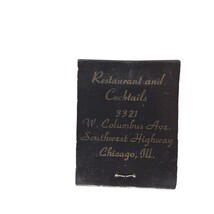 Restaurant and
Cocktails
3321
W. Columbus Ave.
Southwest Highway
Chicago, Ill.